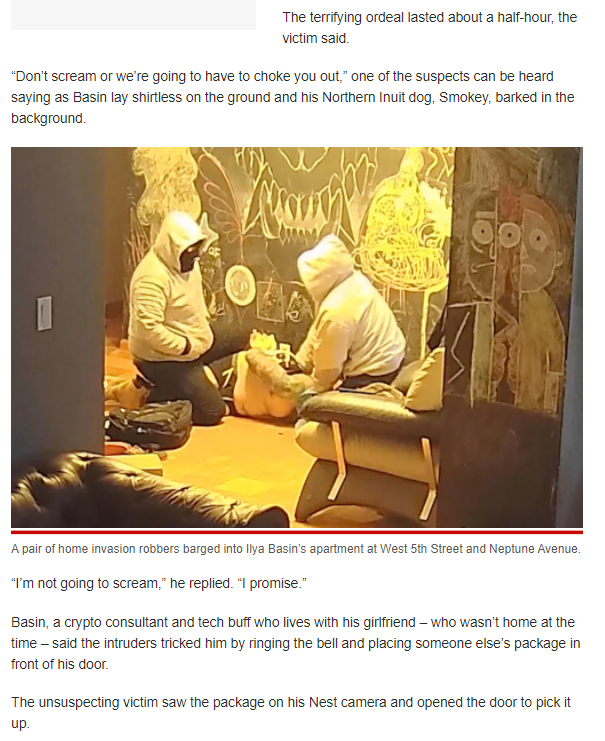 The terrifying ordeal lasted about a half-hour, the
victim said.
“Don’t scream or we’re going to have to choke you out,” one of the suspects can be heard
saying as Basin lay shirtless on the ground and his Northern Inuit dog, Smokey, barked in the
background.
A pair of home invasion robbers barged into Ilya Basin’s apartment at West 5th Street and Neptune Avenue.
“I’m not going to scream,” he replied. “I promise.”
Basin, a crypto consultant and tech buff who lives with his girlfriend – who wasn’t home at the
time – said the intruders tricked him by ringing the bell and placing someone else’s package in
front of his door.
The unsuspecting victim saw the package on his Nest camera and opened the door to pick it
up.